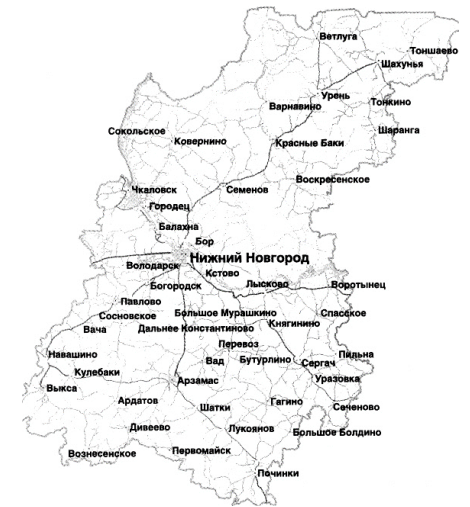 Ветлуга
Тоншаево
Шахунья
Урень
Варнавино
Тонкино
Сокольское
Ковернино
Красные Баки
Шаранга
Воскресенское
Чкаловск
Семенов
Городец
Балахна
Бор
Нижний Новгород
Володарск
Кстово
Богородск
Лысково
Воротынец
Павлово
Сосновское
Большое Мурашкино
Спасское
Вача
Дальнее Константиново
Княгинино
Перевоз
Навашино
Вад
Бутурлино
Пильна
Сергач
Кулебаки
Арзамас
Уразовка
Выкса
Ардатов
Шатки
Гагино
Сеченово
Дивеево
Лукоянов
Большое Болдино
Вознесенское
Первомайск
Починки